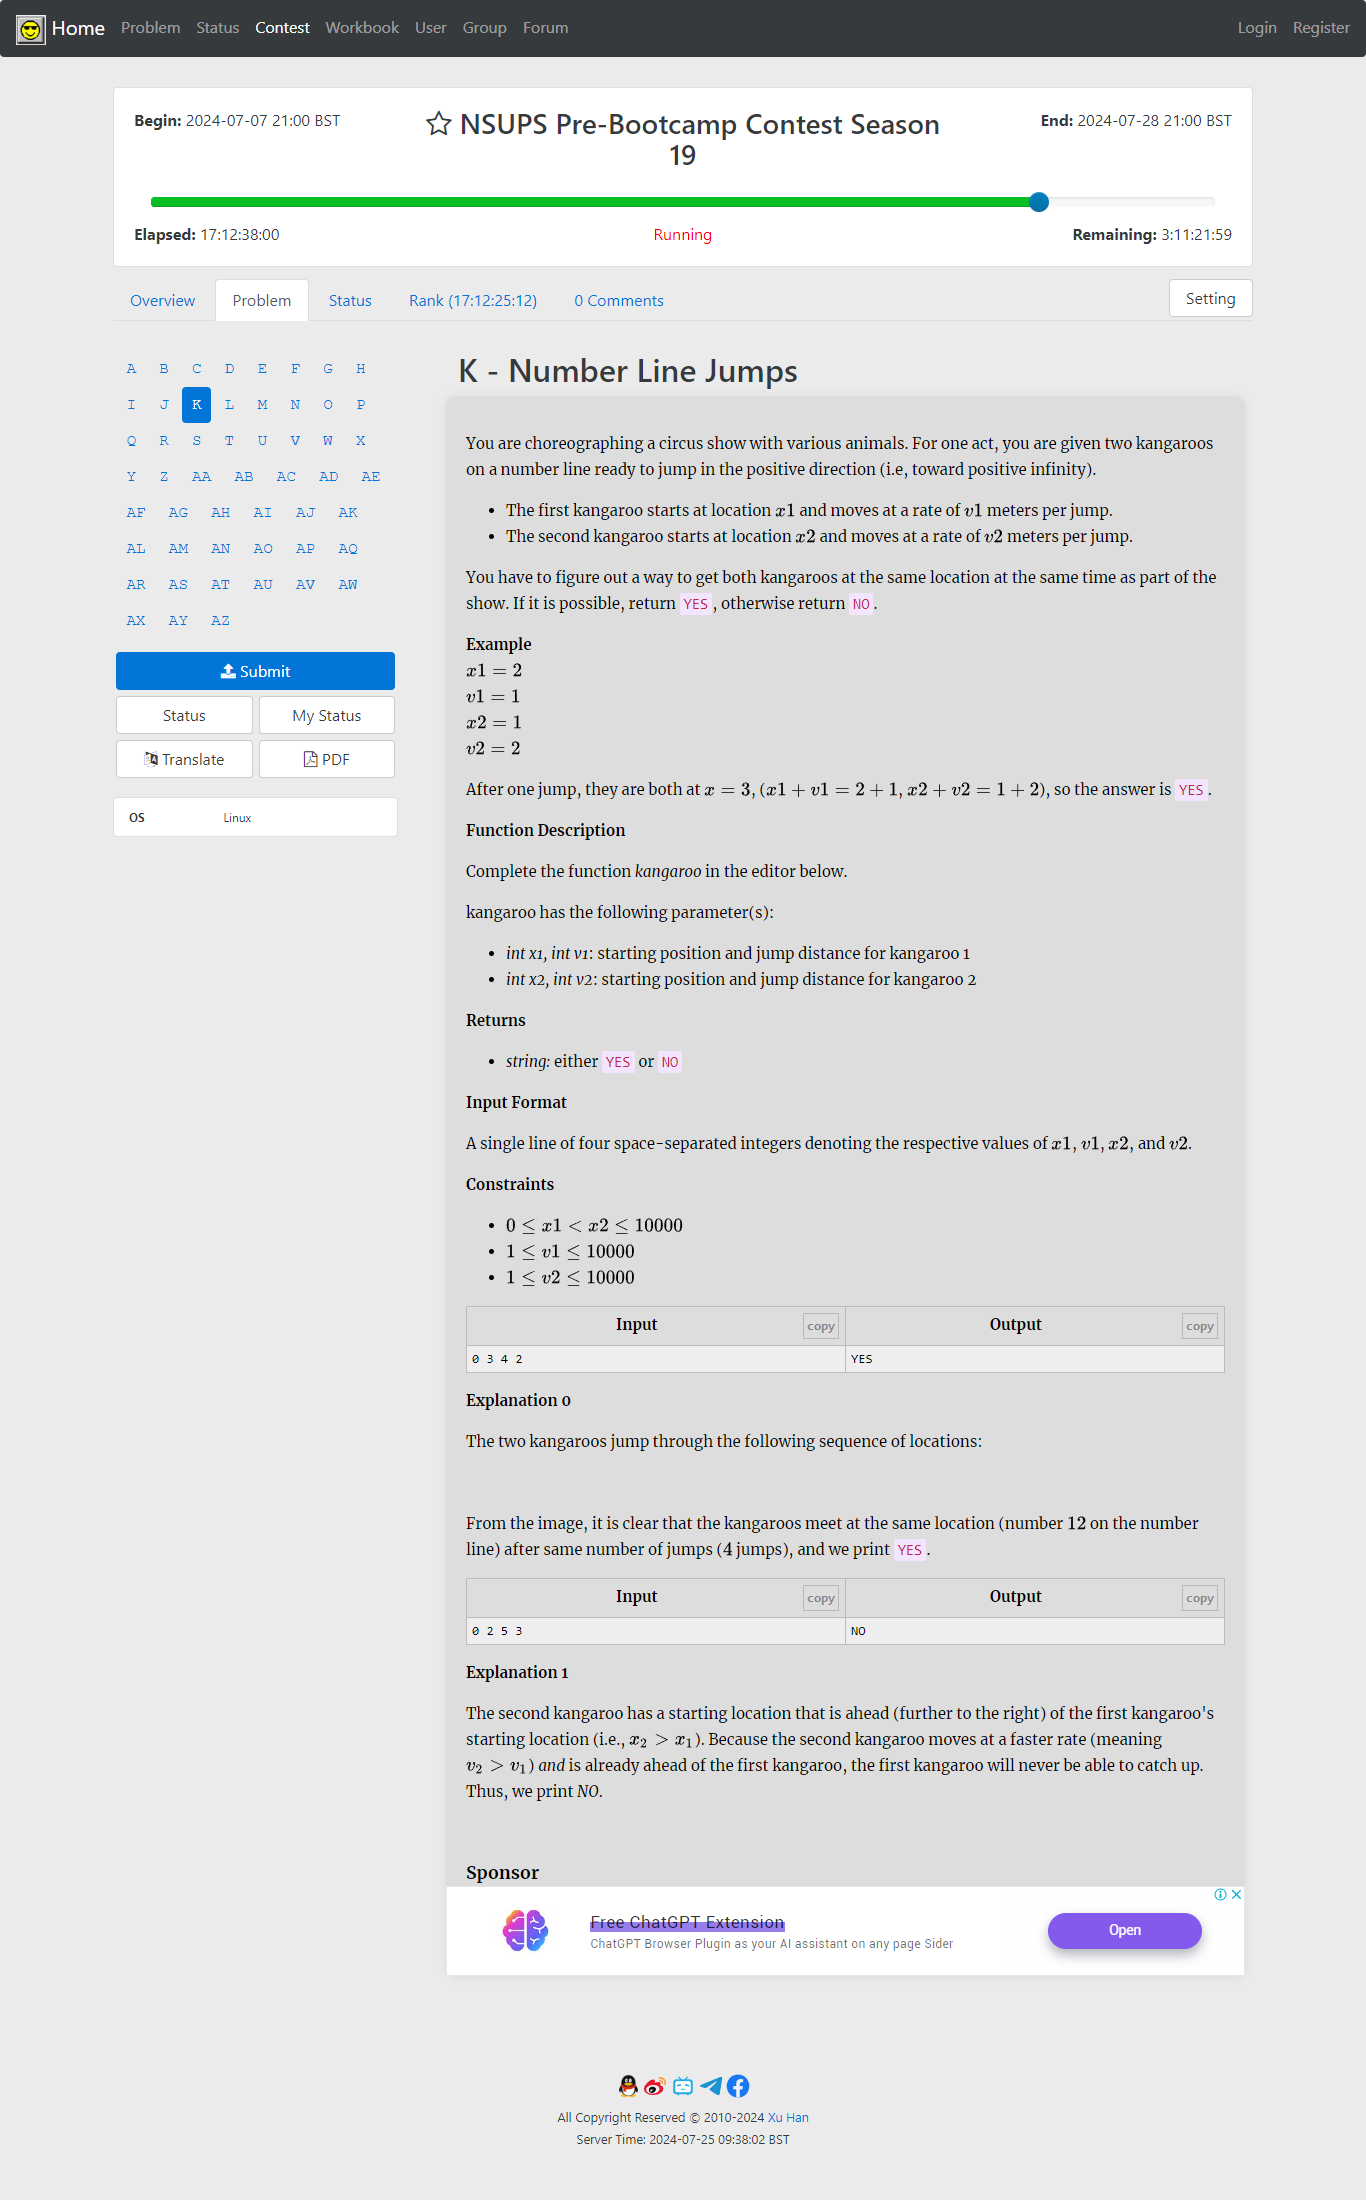 Home Problem Status Contest Workbook User Group Forum Login Register
Begin: 2024-07-07 21:00 BST
NSUPS Pre-Bootcamp Contest Season
19
End: 2024-07-28 21:00 BST
Elapsed: 17:12:38:00 Running Remaining: 3:11:21:59
Overview Problem Status Rank (17:12:25:12) 0 Comments Setting
A B C D E F G H
I J K L M N O P
Q R S T U V W X
Y Z AA AB AC AD AE
AF AG AH AI AJ AK
AL AM AN AO AP AQ
AR AS AT AU AV AW
AX AY AZ
Submit
Status My Status
Translate PDF
OS Linux
K - Number Line Jumps
You are choreographing a circus show with various animals. For one act, you are given two kangaroos
on a number line ready to jump in the positive direction (i.e, toward positive infinity).
• The first kangaroo starts at location x1 and moves at a rate of v1 meters per jump.
• The second kangaroo starts at location x2 and moves at a rate of v2 meters per jump.
You have to figure out a way to get both kangaroos at the same location at the same time as part of the
show. If it is possible, return YES, otherwise return NO.
Example
x1 = 2
v1 = 1
x2 = 1
v2 = 2
After one jump, they are both at x = 3, (x1 + v1 = 2 + 1, x2 + v2 = 1 + 2), so the answer is YES.
Function Description
Complete the function kangaroo in the editor below.
kangaroo has the following parameter(s):
• int x1, int v1: starting position and jump distance for kangaroo 1
• int x2, int v2: starting position and jump distance for kangaroo 2
Returns
• string: either YES or NO
Input Format
A single line of four space-separated integers denoting the respective values of x1, v1, x2, and v2.
Constraints
• 0 ≤ x1 < x2 ≤ 10000
• 1 ≤ v1 ≤ 10000
• 1 ≤ v2 ≤ 10000
Input copy Output copy
0 3 4 2 YES
Explanation 0
The two kangaroos jump through the following sequence of locations:
From the image, it is clear that the kangaroos meet at the same location (number 12 on the number
line) after same number of jumps (4 jumps), and we print YES.
Input copy Output copy
0 2 5 3 NO
Explanation 1
The second kangaroo has a starting location that is ahead (further to the right) of the first kangaroo's
starting location (i.e., x₂ > x₁). Because the second kangaroo moves at a faster rate (meaning
v₂ > v₁) and is already ahead of the first kangaroo, the first kangaroo will never be able to catch up.
Thus, we print NO.
Sponsor
Free ChatGPT Extension
ChatGPT Browser Plugin as your AI assistant on any page Sider
Open
All Copyright Reserved © 2010-2024 Xu Han
Server Time: 2024-07-25 09:38:02 BST